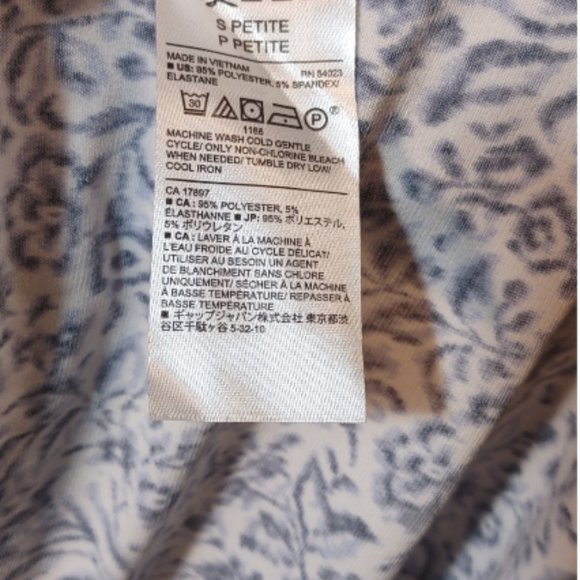 S PETITE
P PETITE
MADE IN VIETNAM RN 54023
■ US: 95% POLYESTER, 5% SPANDEX/
ELASTANE
30 ®
1166
MACHINE WASH COLD GENTLE
CYCLE/ ONLY NON-CHLORINE BLEACH
WHEN NEEDED/ TUMBLE DRY LOW/
COOL IRON
CA 17897
■ CA : 95% POLYESTER, 5%
ÉLASTHANNE ■ JP: 95% ポリエステル,
5% ポリウレタン
■ CA : LAVER À LA MACHINE À
L'EAU FROIDE AU CYCLE DÉLICAT/
UTILISER AU BESOIN UN AGENT
DE BLANCHIMENT SANS CHLORE
UNIQUEMENT/ SÉCHER À LA MACHINE
À BASSE TEMPÉRATURE/ REPASSER À
BASSE TEMPÉRATURE
■ ギャップジャパン株式会社 東京都渋
谷区千駄ヶ谷 5-32-10